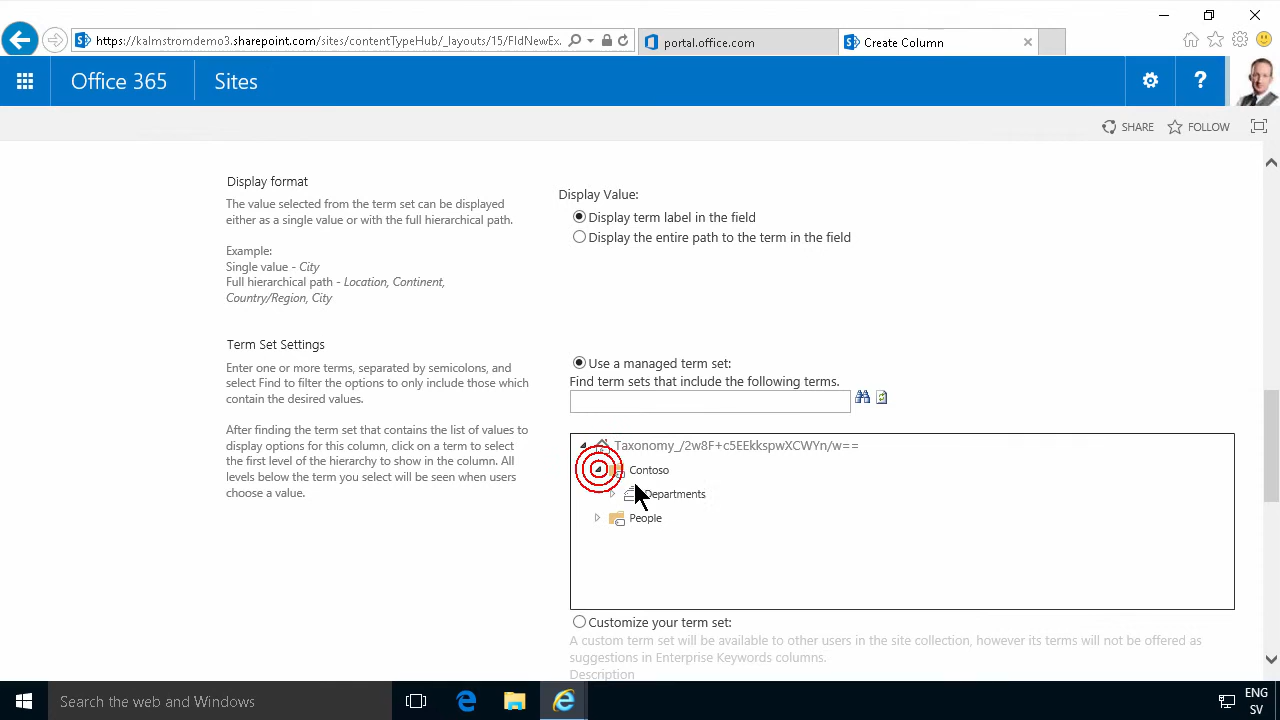 https://kalmstromdemo3.sharepoint.com/sites/contentTypeHub/_layouts/15/FldNewEx.
portal.office.com
Create Column
Office 365
Sites
SHARE
FOLLOW
Display format
The value selected from the term set can be displayed
either as a single value or with the full hierarchical path.
Example:
Single value - City
Full hierarchical path - Location, Continent,
Country/Region, City
Display Value:
Display term label in the field
Display the entire path to the term in the field
Term Set Settings
Enter one or more terms, separated by semicolons, and
select Find to filter the options to only include those which
contain the desired values.
After finding the term set that contains the list of values to
display options for this column, click on a term to select
the first level of the hierarchy to show in the column. All
levels below the term you select will be seen when users
choose a value.
Use a managed term set:
Find term sets that include the following terms.
Taxonomy_/2w8F+c5EEkkspwXCWYn/w==
Contoso
Departments
People
Customize your term set:
A custom term set will be available to other users in the site collection, however its terms will not be offered as
suggestions in Enterprise Keywords columns.
Description
Search the web and Windows
ENG
SV